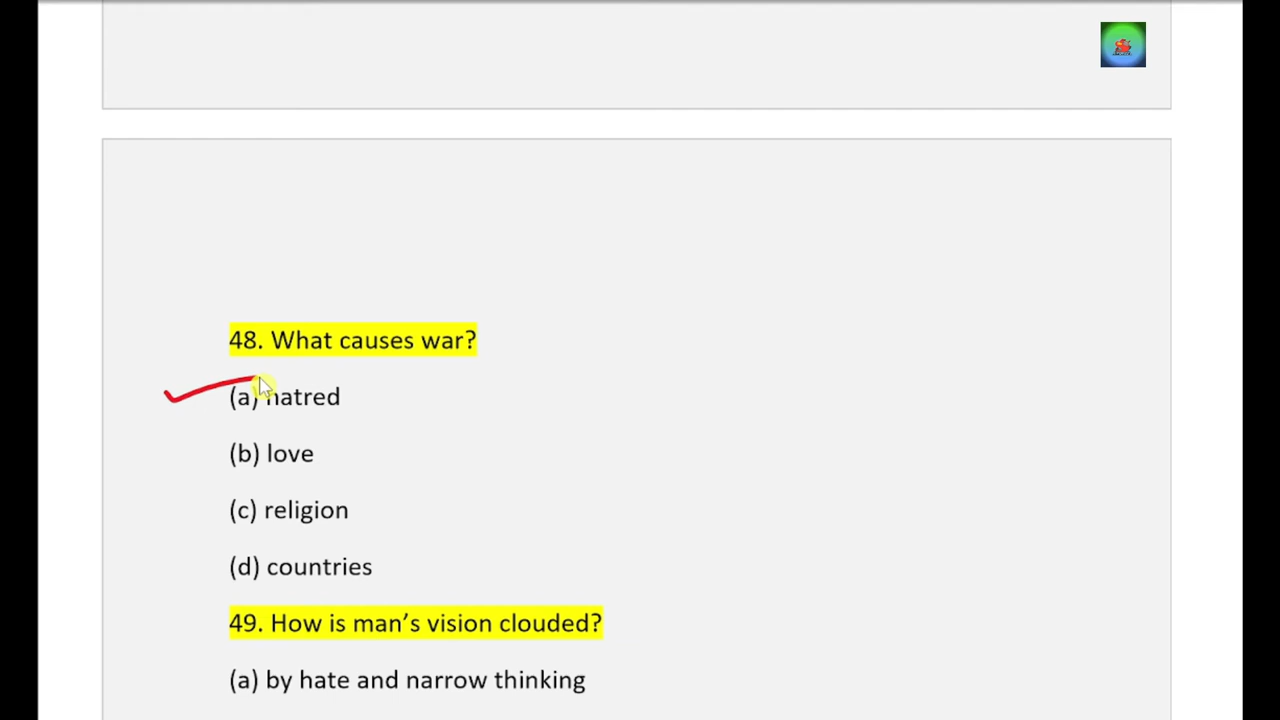 48. What causes war?
(a) hatred
(b) love
(c) religion
(d) countries
49. How is man’s vision clouded?
(a) by hate and narrow thinking